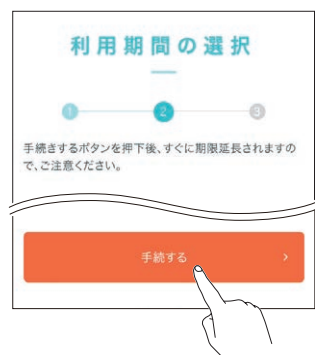 利用期間の選択
1 2 3
手続きするボタンを押下後、すぐに期限延長されますの
で、ご注意ください。
手続する >